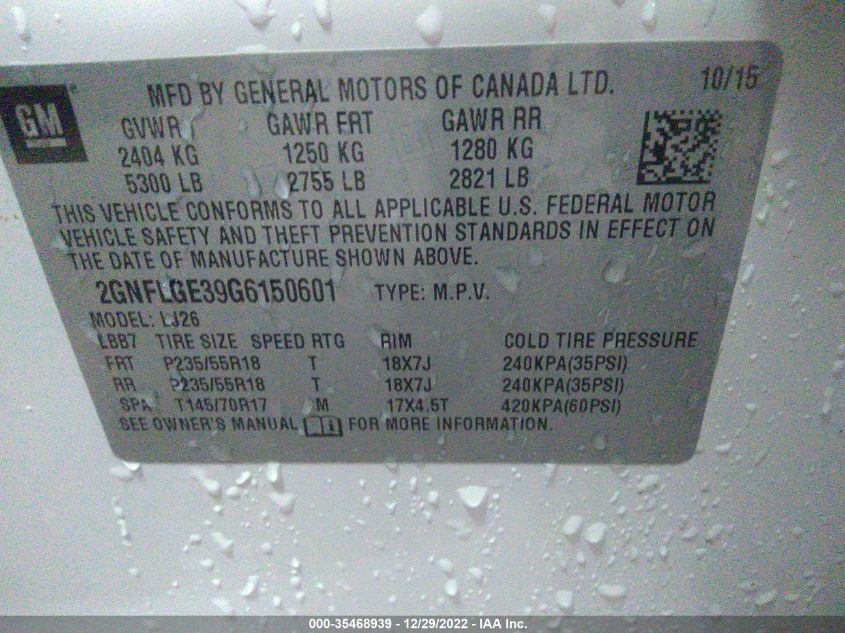 GM
MFD BY GENERAL MOTORS OF CANADA LTD. 10/15
GVWR GAWR FRT GAWR RR
2404 KG 1250 KG 1280 KG
5300 LB 2755 LB 2821 LB
THIS VEHICLE CONFORMS TO ALL APPLICABLE U.S. FEDERAL MOTOR
VEHICLE SAFETY AND THEFT PREVENTION STANDARDS IN EFFECT ON
THE DATE OF MANUFACTURE SHOWN ABOVE.
2GNFLGE39G6150601 TYPE: M.P.V.
MODEL: LJ26
LBB7 TIRE SIZE SPEED RTG RIM COLD TIRE PRESSURE
FRT P235/55R18 T 18X7J 240KPA(35PSI)
RR P235/55R18 T 18X7J 240KPA(35PSI)
SPA T145/70R17 M 17X4.5T 420KPA(60PSI)
SEE OWNER'S MANUAL FOR MORE INFORMATION.
000-35468939 - 12/29/2022 - IAA Inc.